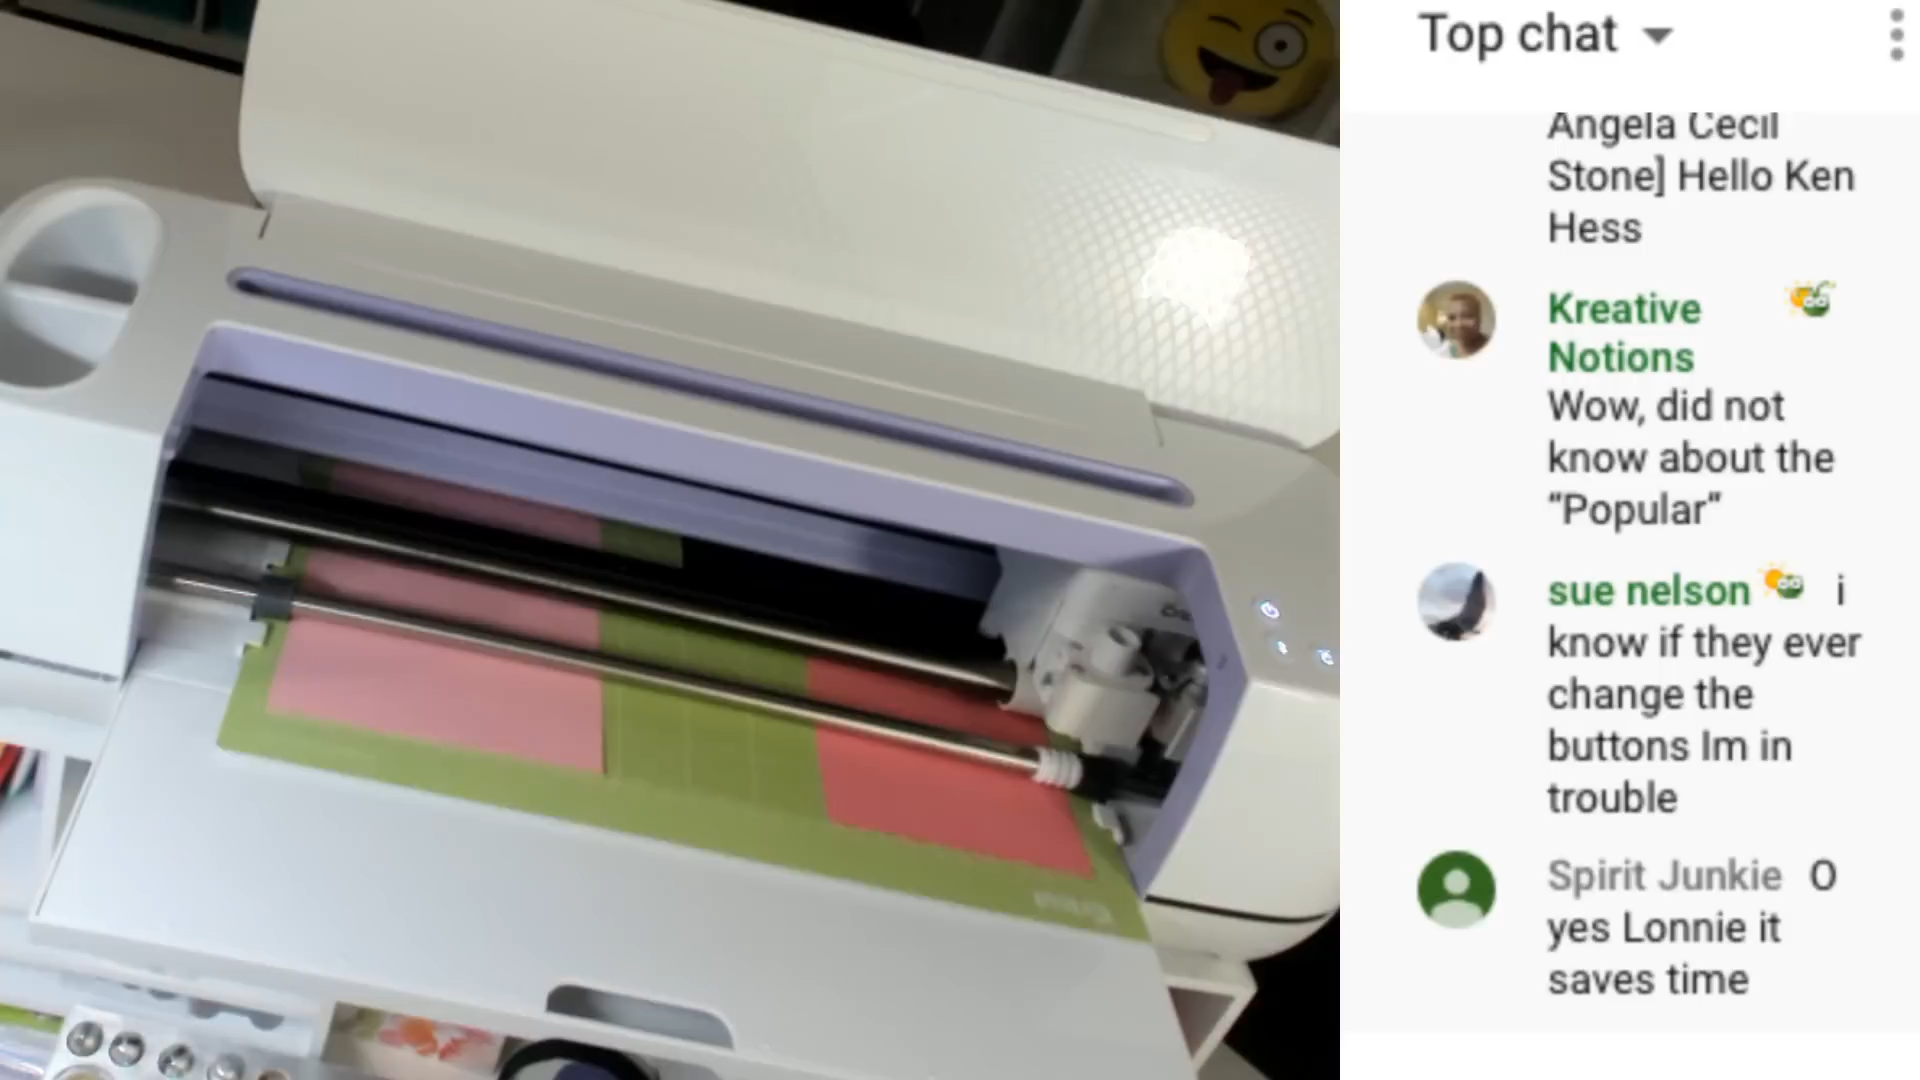 Top chat
Angela Cecil
Stone] Hello Ken
Hess
Kreative
Notions
Wow, did not
know about the
“Popular“
sue nelson i
know if they ever
change the
buttons Im in
trouble
Spirit Junkie O
yes Lonnie it
saves time
cricut